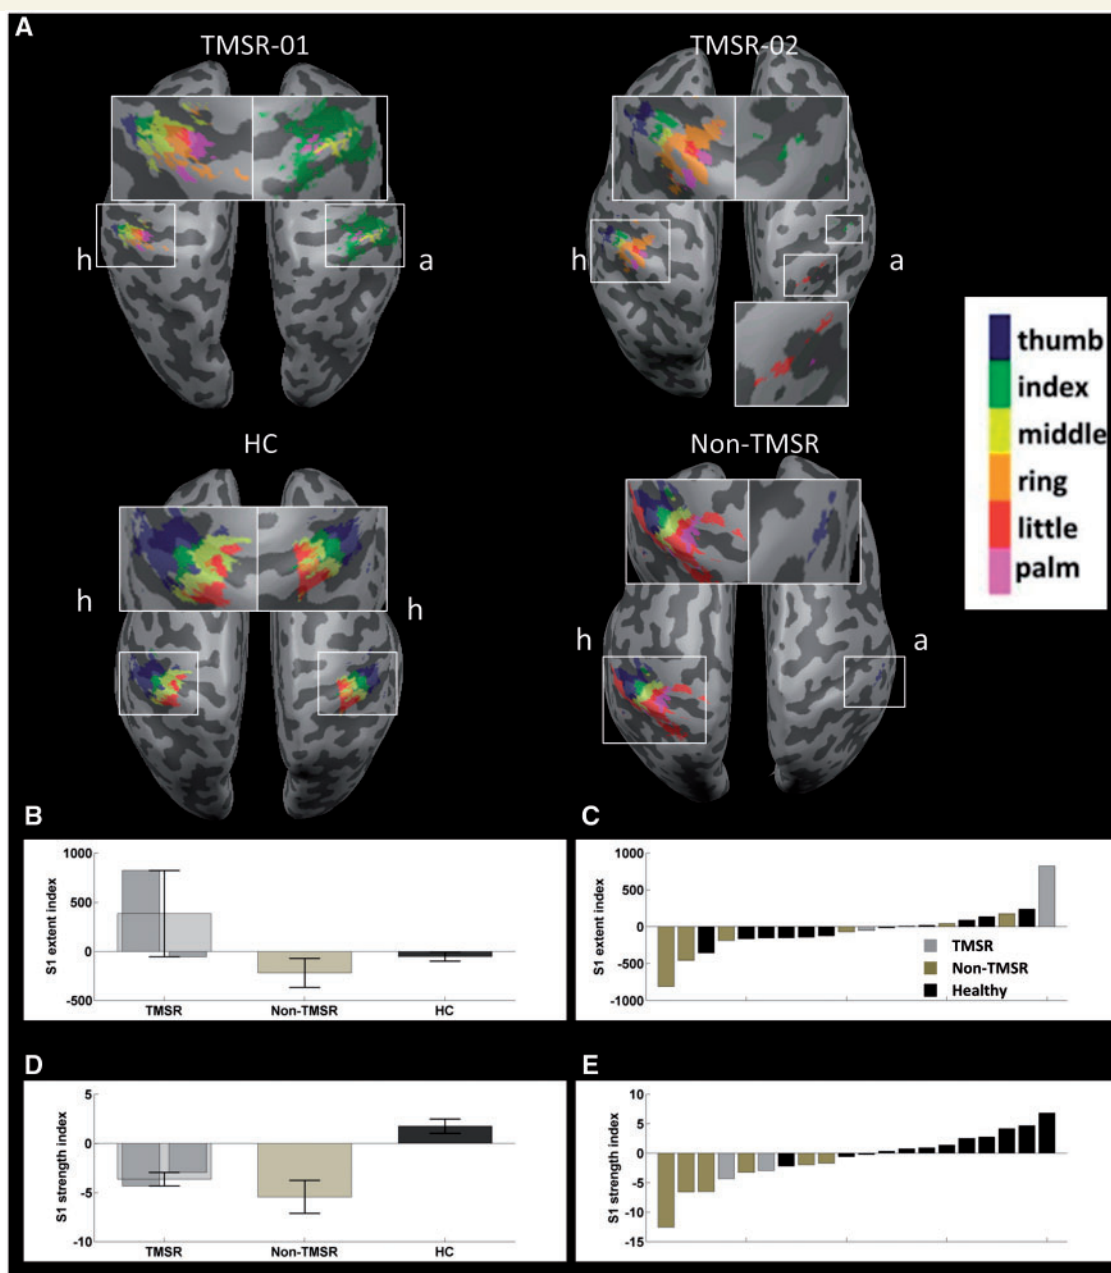 A
TMSR-01
TMSR-02
h
a
h
a
thumb
index
middle
ring
little
palm
HC
Non-TMSR
h
h
h
a
B
1000
500
0
-500
S1 extent index
TMSR
Non-TMSR
HC
C
1000
500
0
-500
-1000
S1 extent index
TMSR
Non-TMSR
Healthy
D
5
0
-5
-10
S1 strength index
TMSR
Non-TMSR
HC
E
10
5
0
-5
-10
-15
S1 strength index